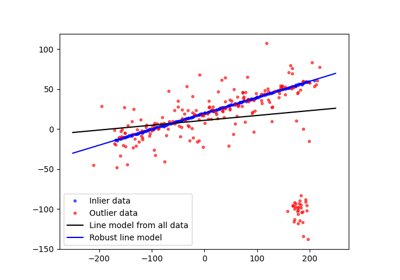 100
50
0
−50
−100
−150
−200
−100
0
100
200
Inlier data
Outlier data
Line model from all data
Robust line model